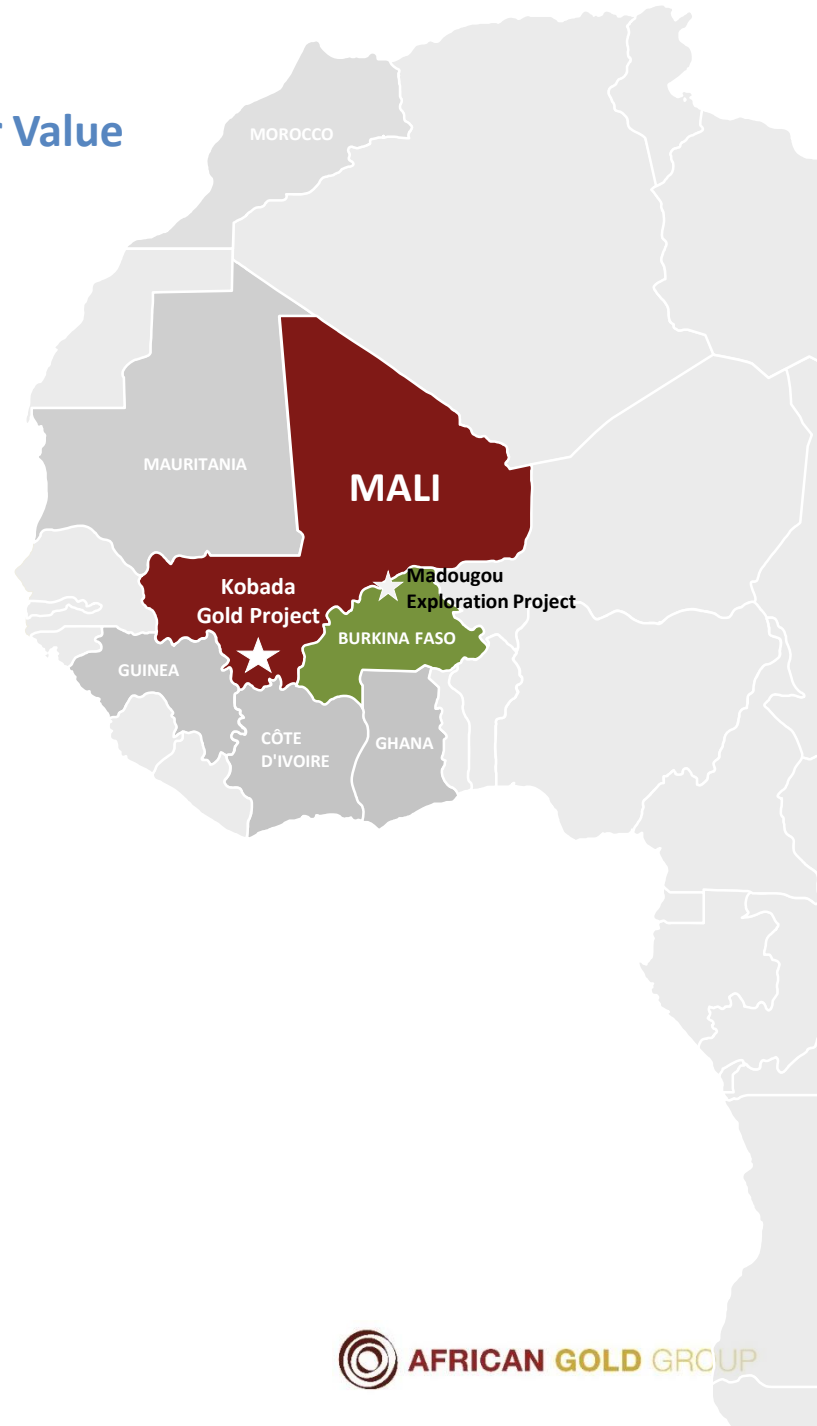 Value
MOROCCO
MAURITANIA
MALI
Kobada
Gold Project
Madougou
Exploration Project
BURKINA FASO
GUINEA
CÔTE
D'IVOIRE
GHANA
AFRICAN GOLD GROUP